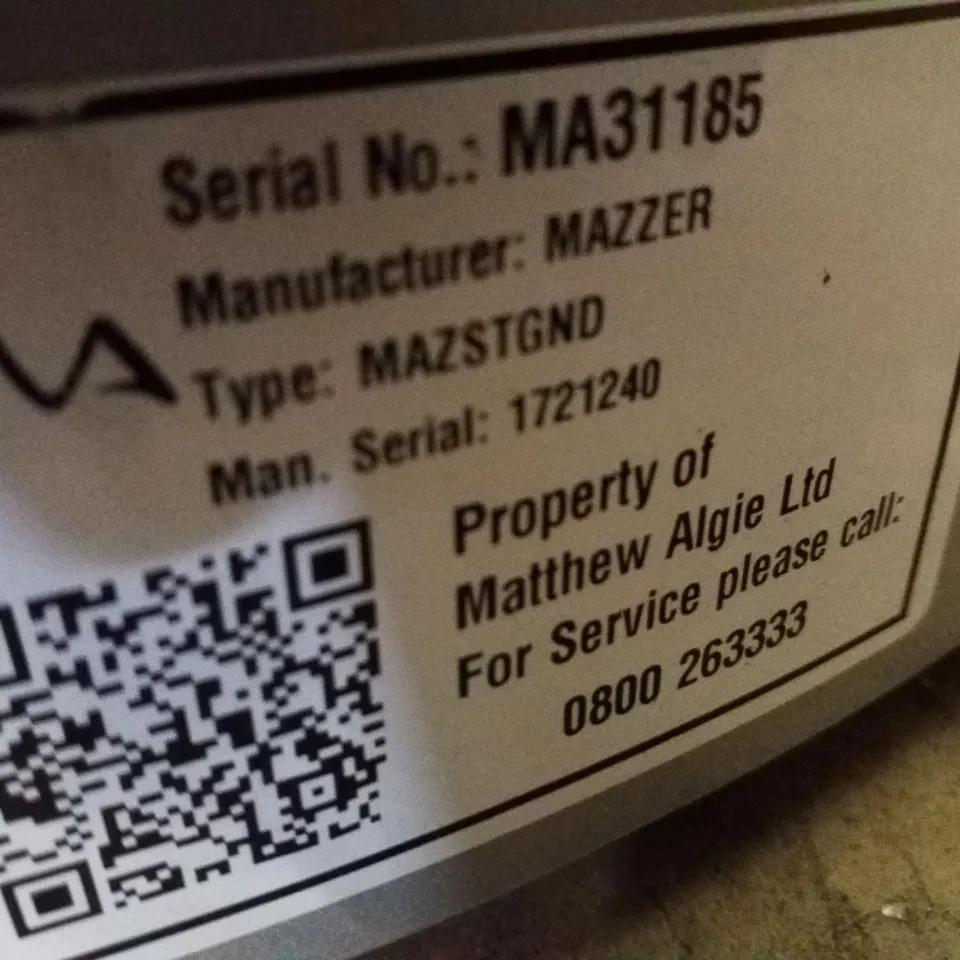 Serial No.: MA31185
Manufacturer: MAZZER
Type: MAZSTGND
Man. Serial: 1721240
Property of
Matthew Algie Ltd
For Service please call:
0800 263333